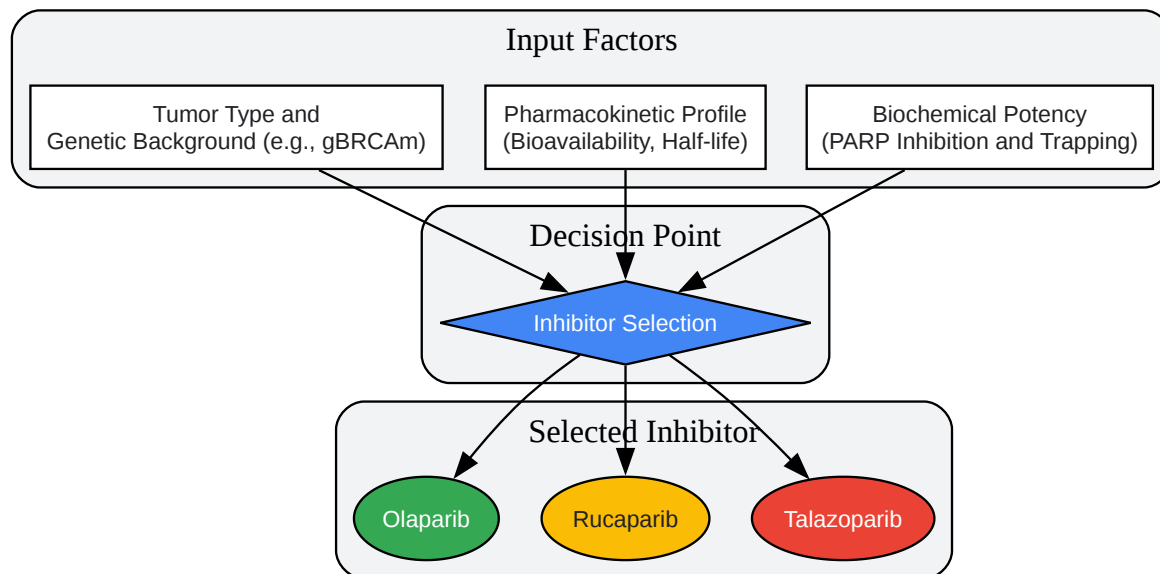 Input Factors
Tumor Type and
Genetic Background (e.g., gBRCAm)
Pharmacokinetic Profile
(Bioavailability, Half-life)
Biochemical Potency
(PARP Inhibition and Trapping)
Decision Point
Inhibitor Selection
Selected Inhibitor
Olaparib
Rucaparib
Talazoparib